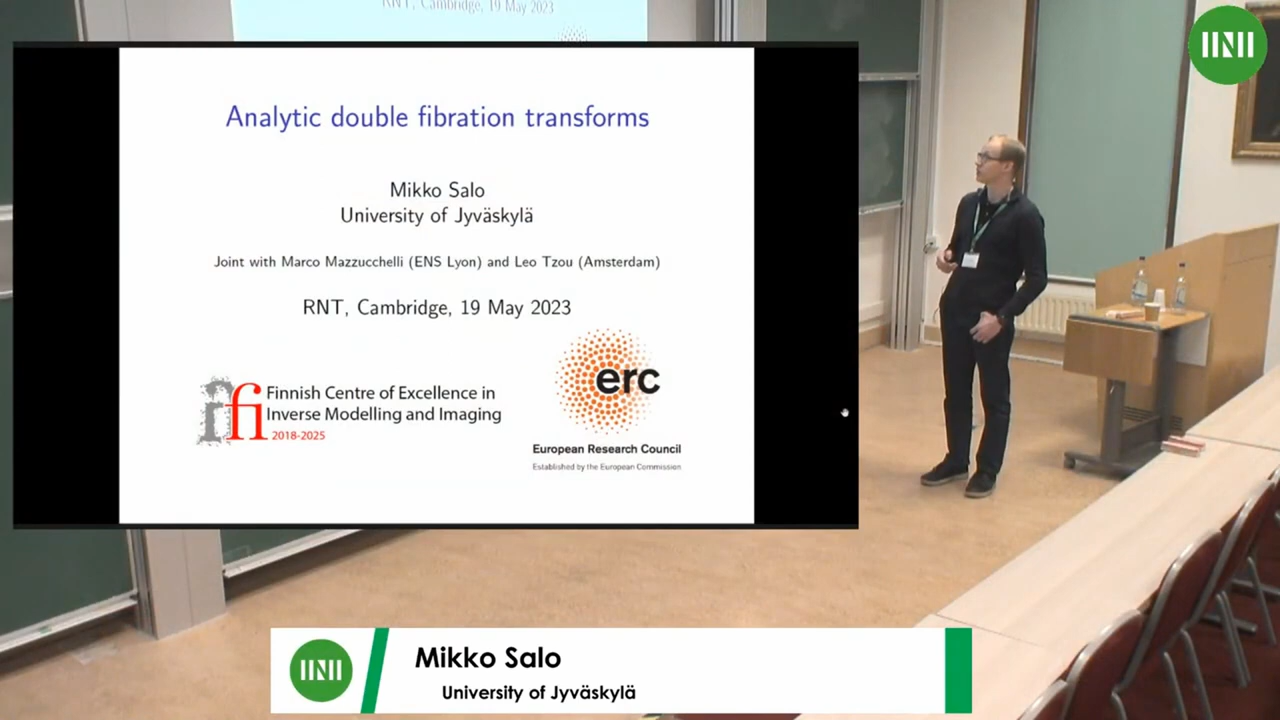 RNT, Cambridge, 19 May 2023
Analytic double fibration transforms
Mikko Salo
University of Jyväskylä
Joint with Marco Mazzucchelli (ENS Lyon) and Leo Tzou (Amsterdam)
RNT, Cambridge, 19 May 2023
fi
Finnish Centre of Excellence in
Inverse Modelling and Imaging
2018-2025
erc
European Research Council
Established by the European Commission
Mikko Salo
University of Jyväskylä